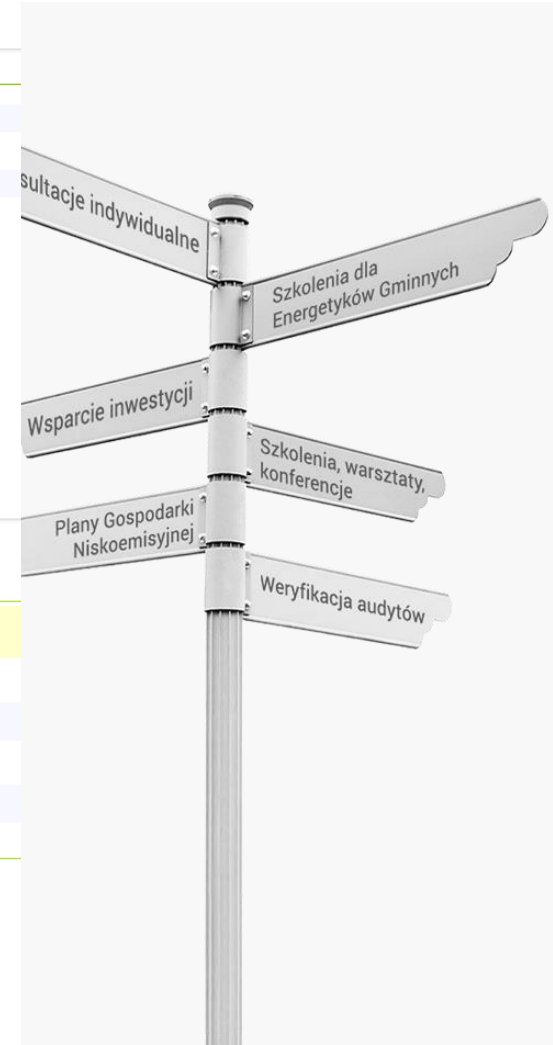 sultacje indywidualne
Szkolenia dla
Energetyków Gminnych
Wsparcie inwestycji
Szkolenia, warsztaty,
konferencje
Plany Gospodarki
Niskoemisyjnej
Weryfikacja audytów